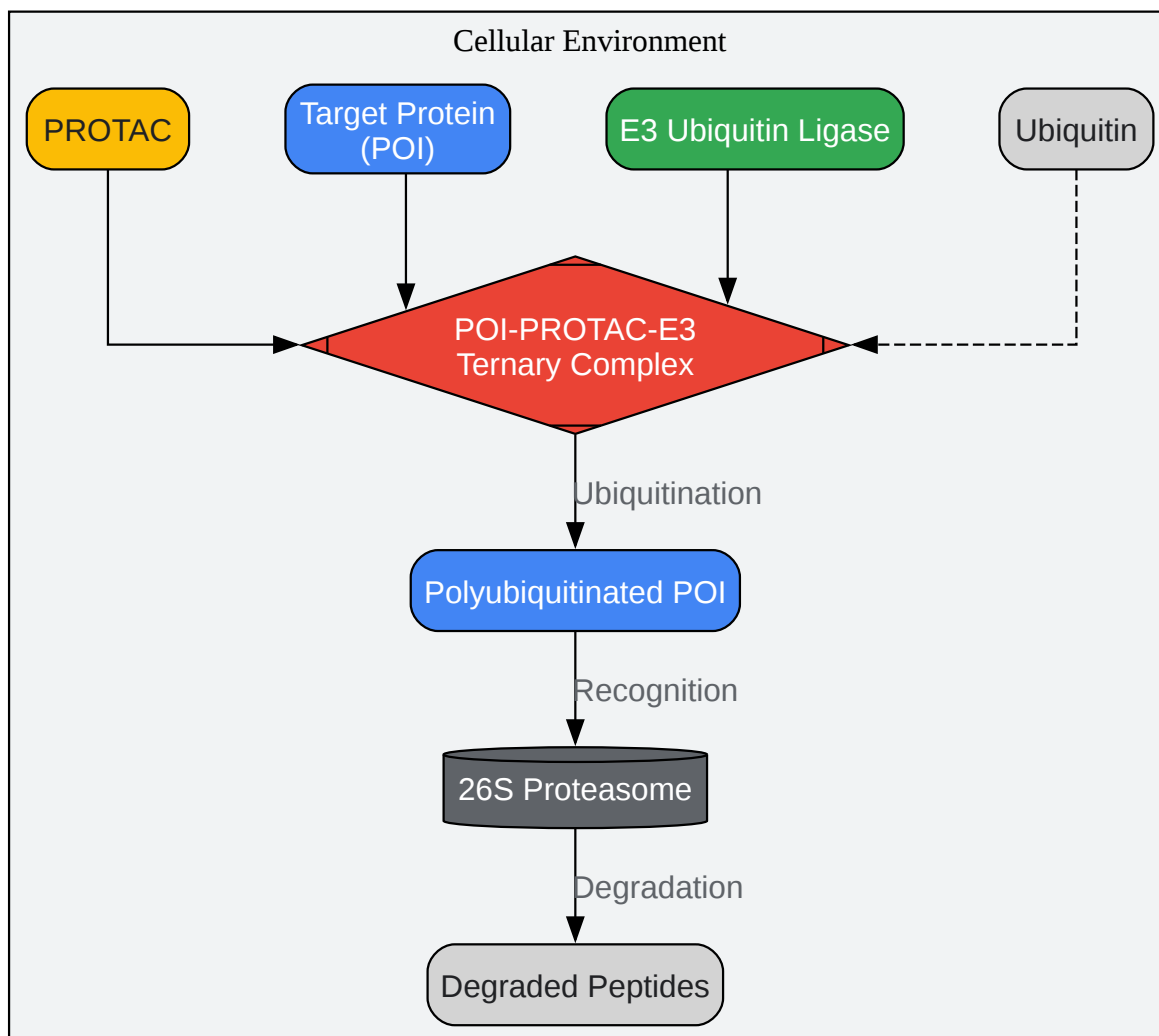 Cellular Environment
PROTAC
Target Protein
(POI)
E3 Ubiquitin Ligase
Ubiquitin
POI-PROTAC-E3
Ternary Complex
Ubiquitination
Polyubiquitinated POI
Recognition
26S Proteasome
Degradation
Degraded Peptides